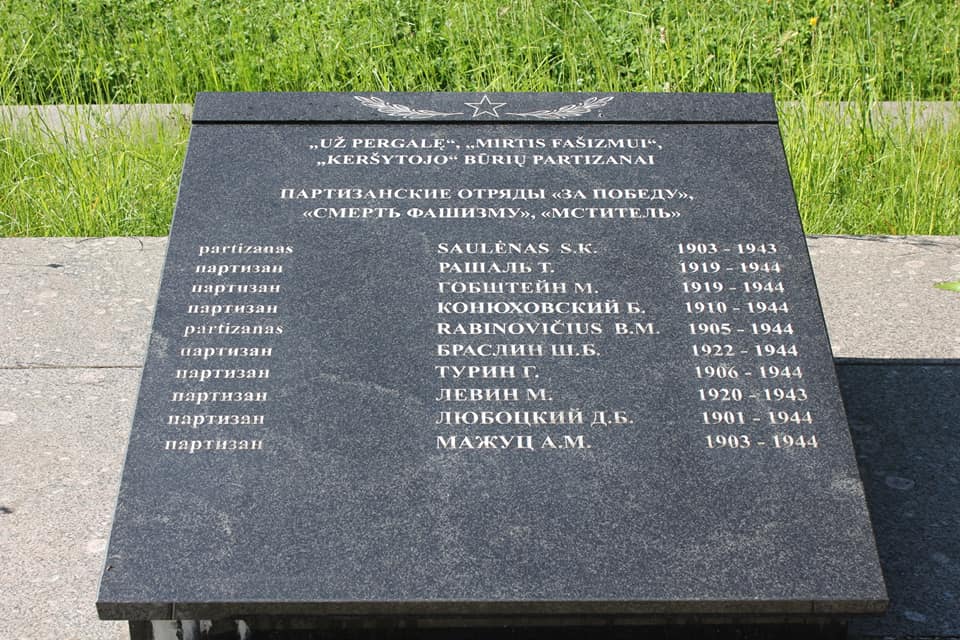 „UŽ PERGALĘ“, „MIRTIS FAŠIZMUI“,
„KERŠYTOJO“ BŪRIŲ PARTIZANAI
ПАРТИЗАНСКИЕ ОТРЯДЫ «ЗА ПОБЕДУ»,
«СМЕРТЬ ФАШИЗМУ», «МСТИТЕЛЬ»
partizanas SAULĖNAS S.K. 1903 - 1943
партизан РАШАЛЬ Т. 1919 - 1944
партизан ГОБШТЕЙН М. 1919 - 1944
партизан КОНЮХОВСКИЙ Б. 1910 - 1944
partizanas RABINOVIČIUS B.M. 1905 - 1944
партизан БРАСЛИН Ш.Б. 1922 - 1944
партизан ТУРИН Г. 1906 - 1944
партизан ЛЕВИН М. 1920 - 1943
партизан ЛЮБОЦКИЙ Д.Б. 1901 - 1944
партизан МАЖУЦ А.М. 1903 - 1944